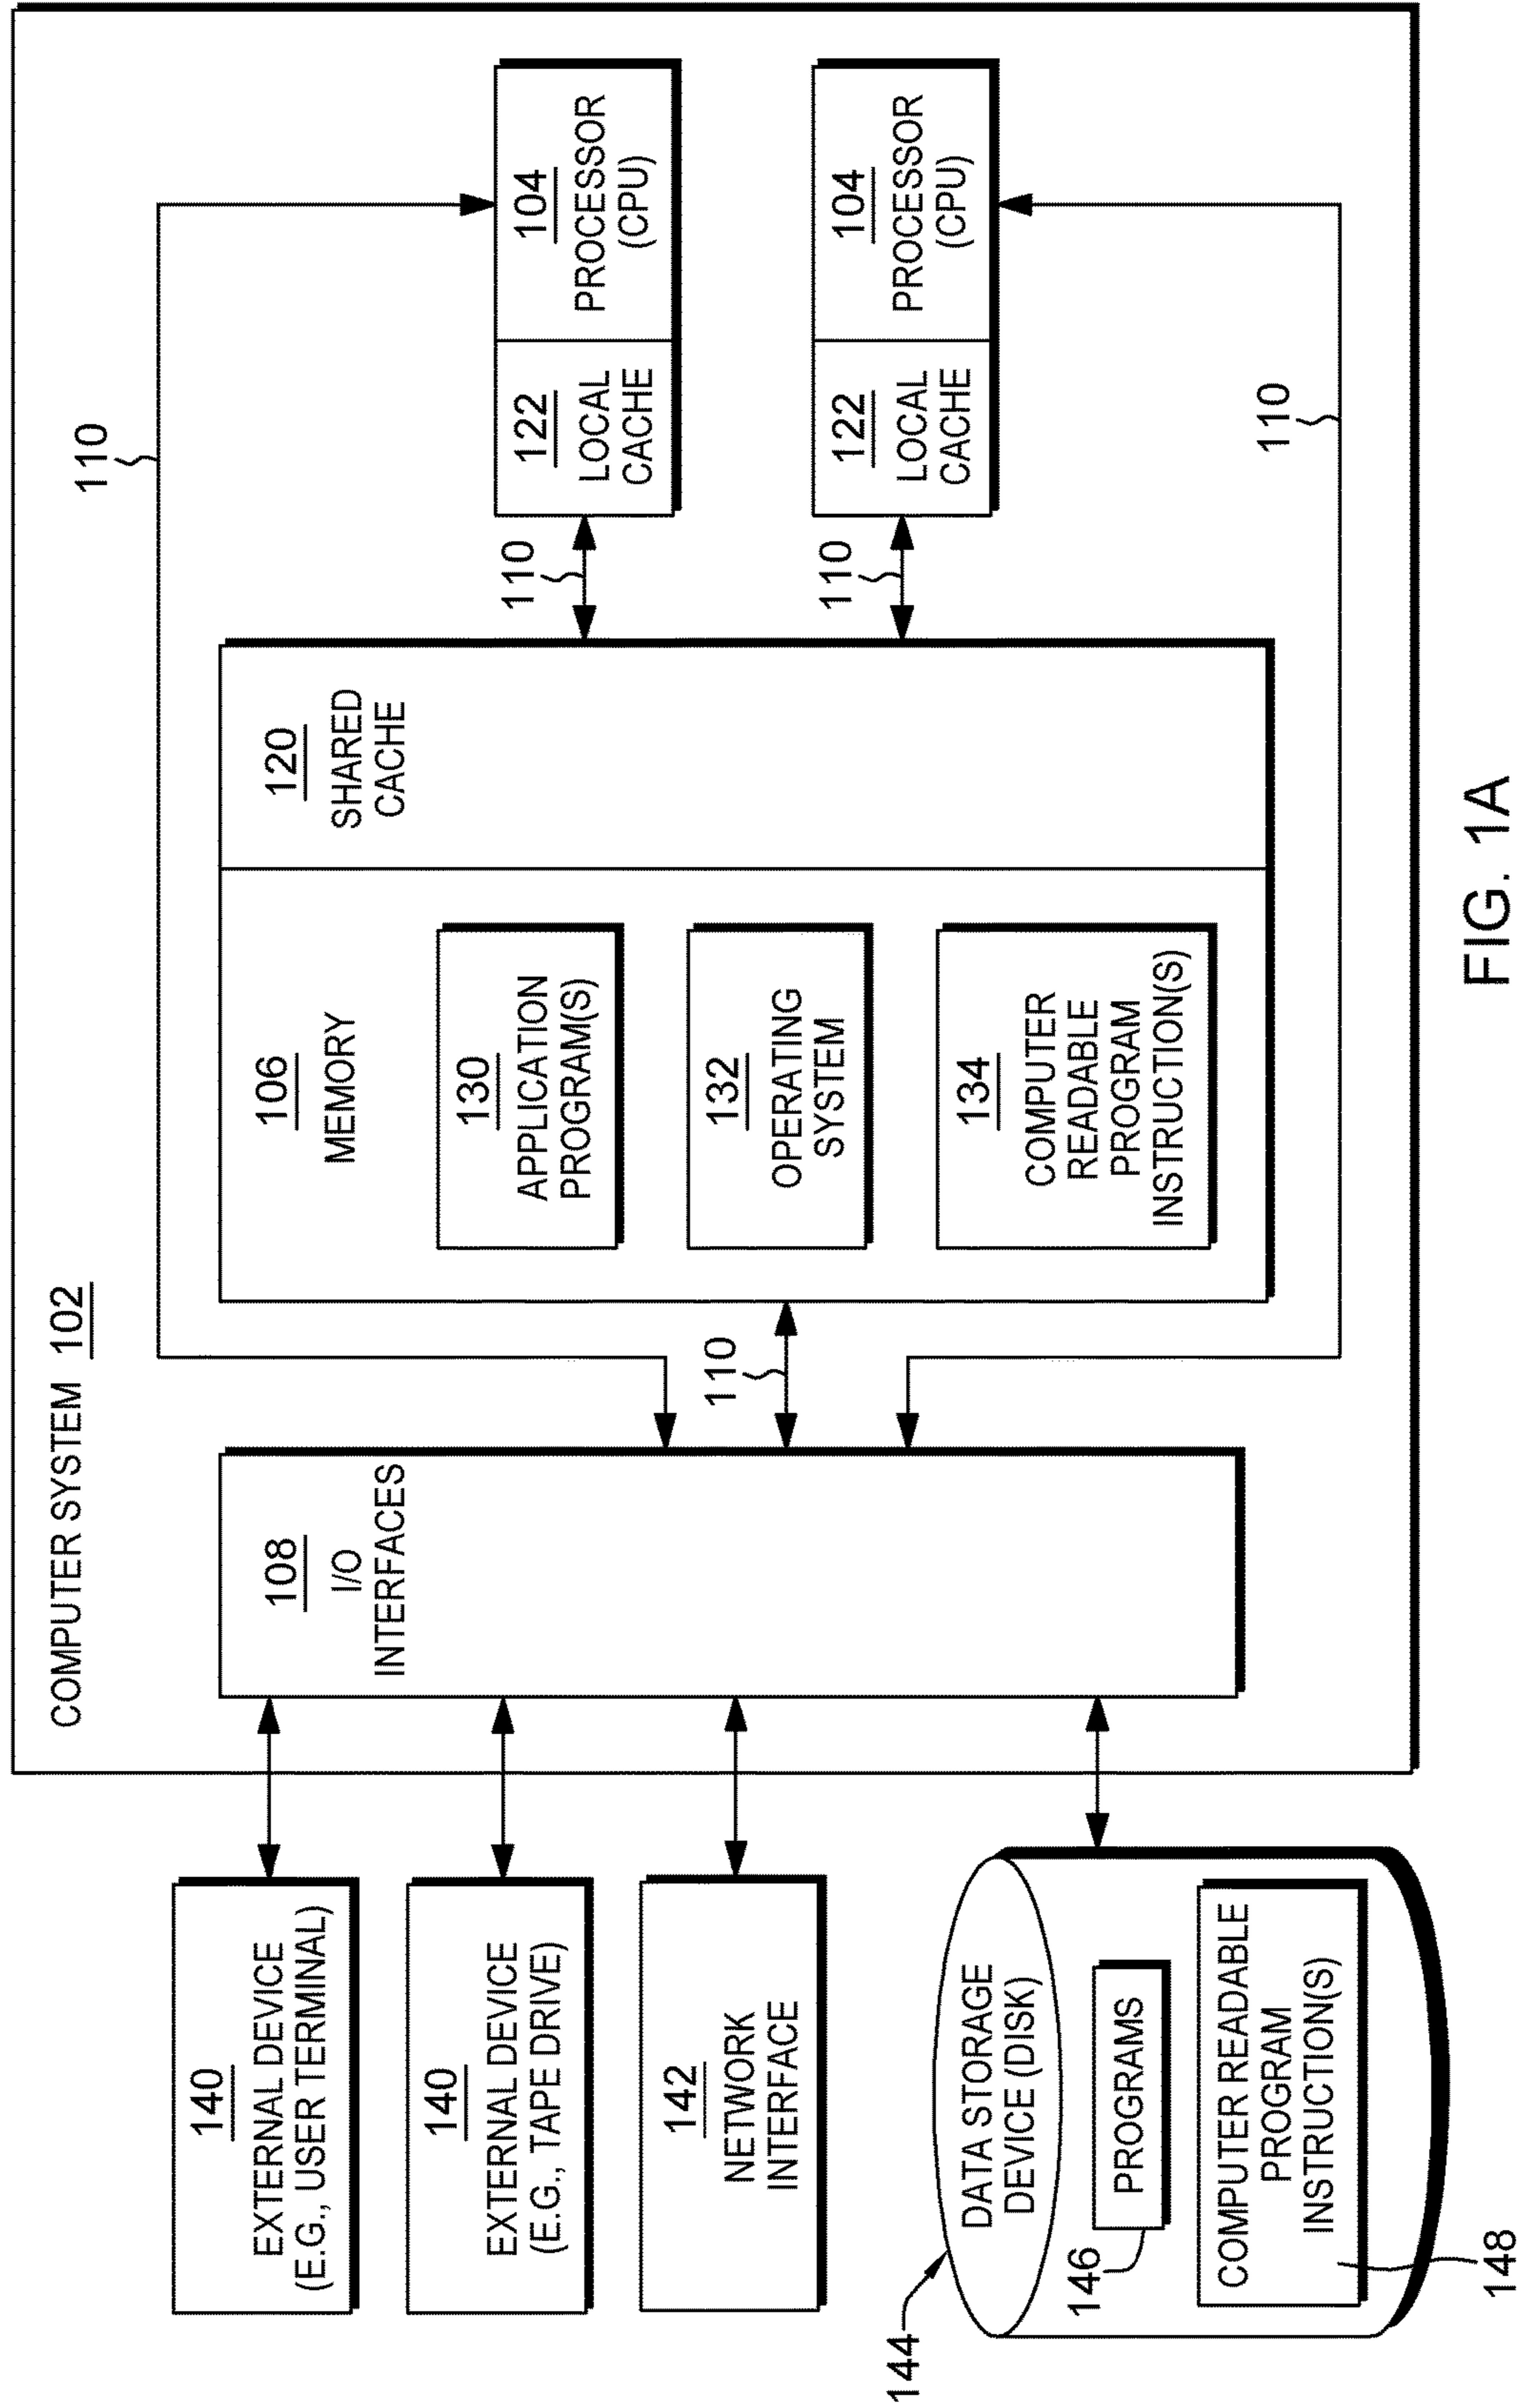 COMPUTER SYSTEM 102
110
104
PROCESSOR
(CPU)
122
LOCAL
CACHE
110
104
PROCESSOR
(CPU)
122
LOCAL
CACHE
110
110
120
SHARED
CACHE
106
MEMORY
130
APPLICATION
PROGRAM(S)
132
OPERATING
SYSTEM
134
COMPUTER
READABLE
PROGRAM
INSTRUCTION(S)
110
108
I/O
INTERFACES
140
EXTERNAL DEVICE
(E.G., USER TERMINAL)
140
EXTERNAL DEVICE
(E.G., TAPE DRIVE)
142
NETWORK
INTERFACE
144
DATA STORAGE
DEVICE (DISK)
146
PROGRAMS
COMPUTER READABLE
PROGRAM
INSTRUCTION(S)
148
FIG. 1A